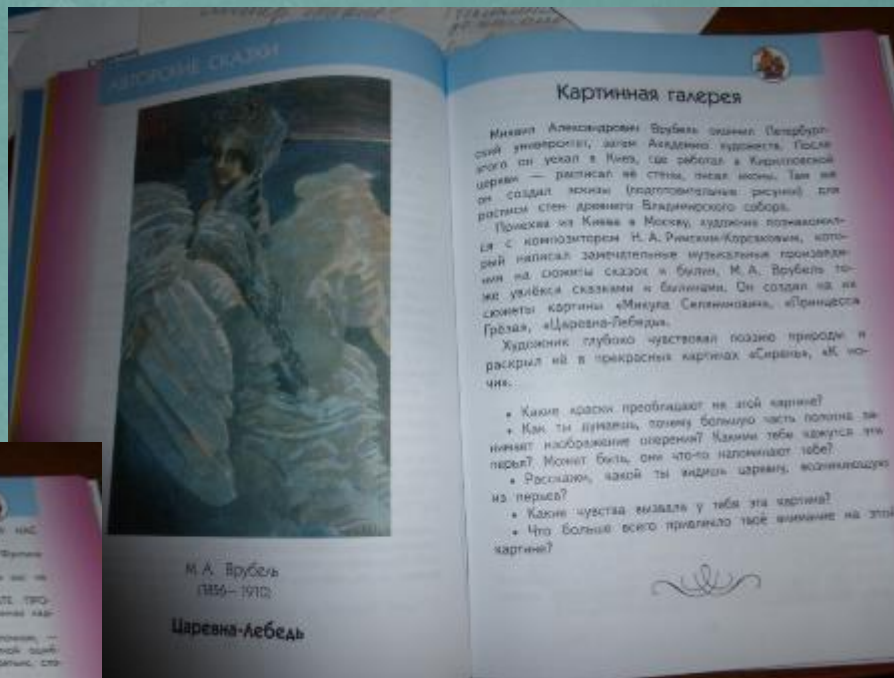 АВТОРСКИЕ СКАЗКИ
М. А. Врубель
(1856–1910)
Царевна-Лебедь
Картинная галерея
Михаил Александрович Врубель окончил Петербург-
ский университет, затем Академию художеств. После
этого он уехал в Киев, где работал в Кирилловской
церкви — расписал её стены, писал иконы. Там же
он создал эскизы (подготовительные рисунки) для
росписи стен древнего Владимирского собора.
Приехав из Киева в Москву, художник познакомил-
ся с композитором Н. А. Римским-Корсаковым, кото-
рый написал замечательные музыкальные произведе-
ния на сюжеты сказок и былин. М. А. Врубель то-
же увлёкся сказками и былинами. Он создал на их
сюжеты картины «Микула Селянинович», «Принцесса
Грёза», «Царевна-Лебедь».
Художник глубоко чувствовал поэзию природы и
раскрыл её в прекрасных картинах «Сирень», «К но-
чи».
• Какие краски преобладают на этой картине?
• Как ты думаешь, почему большую часть полотна за-
нимает изображение оперения? Какими тебе кажутся эти
перья? Может быть, они что-то напоминают тебе?
• Расскажи, какой ты видишь царевну, возникающую
из перьев?
• Какие чувства вызвала у тебя эта картина?
• Что больше всего привлекло твоё внимание на этой
картине?
НАС
ТЕ ПРО-